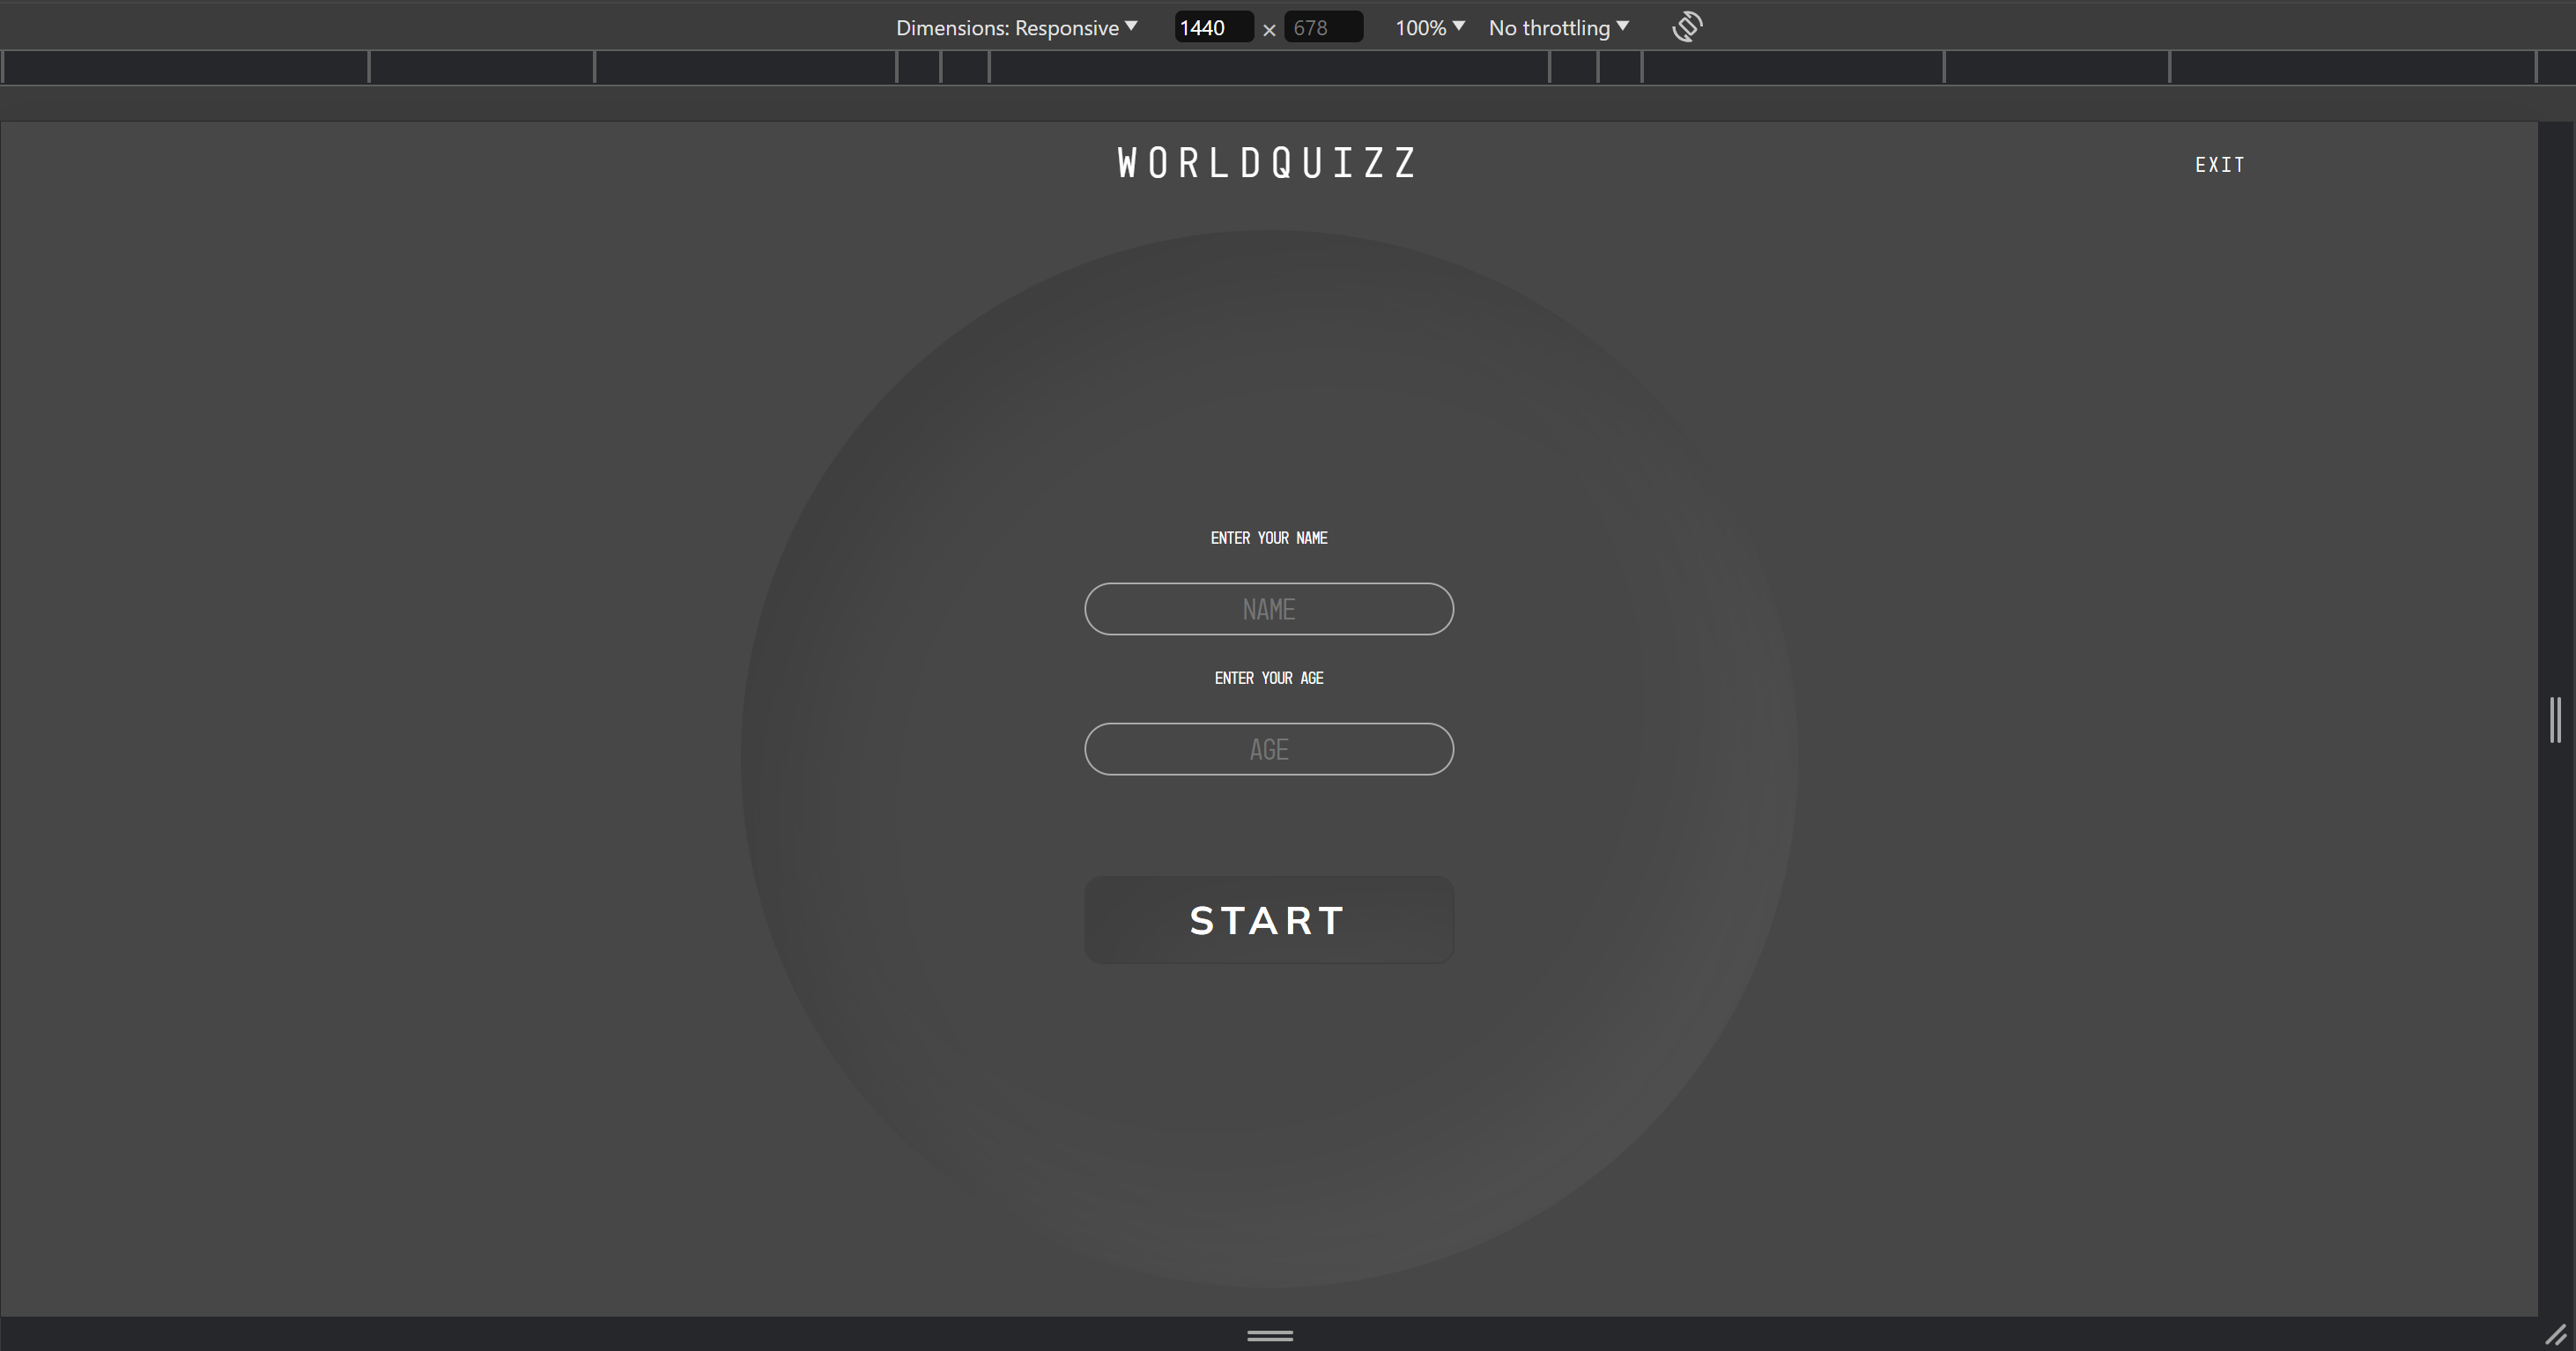 Dimensions: Responsive 1440 × 678 100% No throttling
WORLDQUIZZ
EXIT
ENTER YOUR NAME
NAME
ENTER YOUR AGE
AGE
START